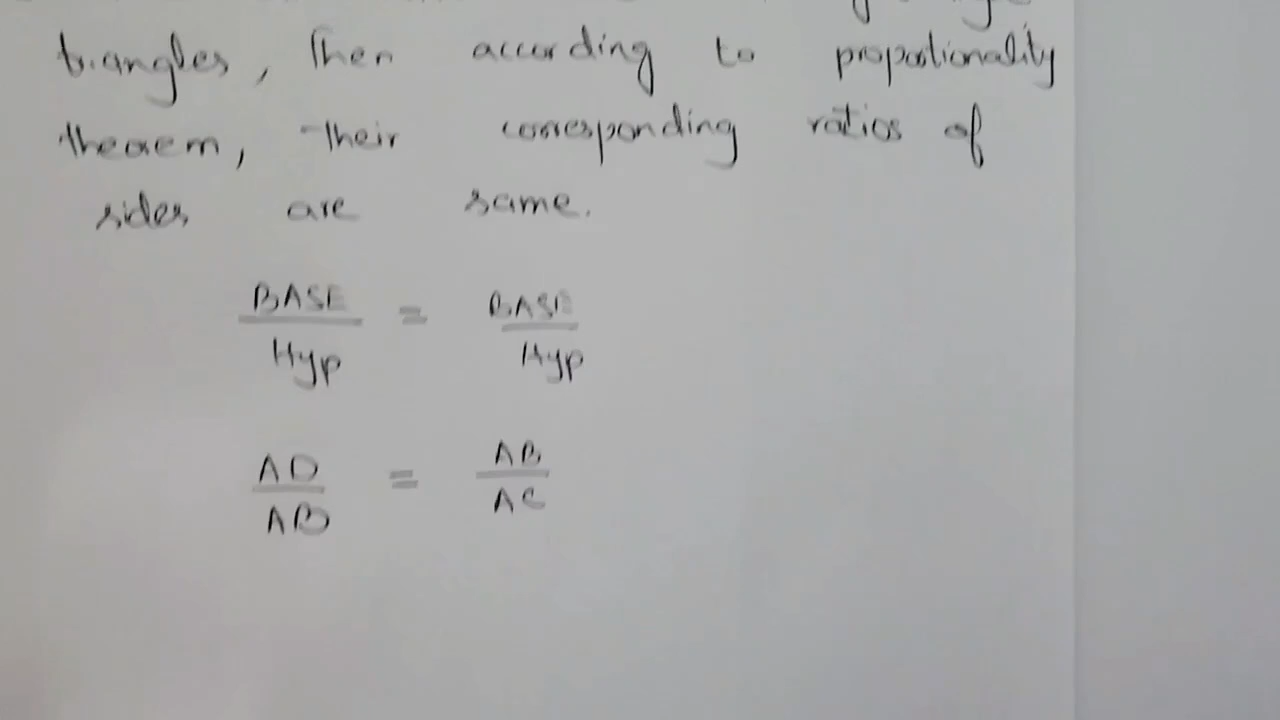 triangles, Then according to proportionality
theorem, Their corresponding ratios of
sides are same.
BASE = BASE
Hyp Hyp
AD = AB
AB AC